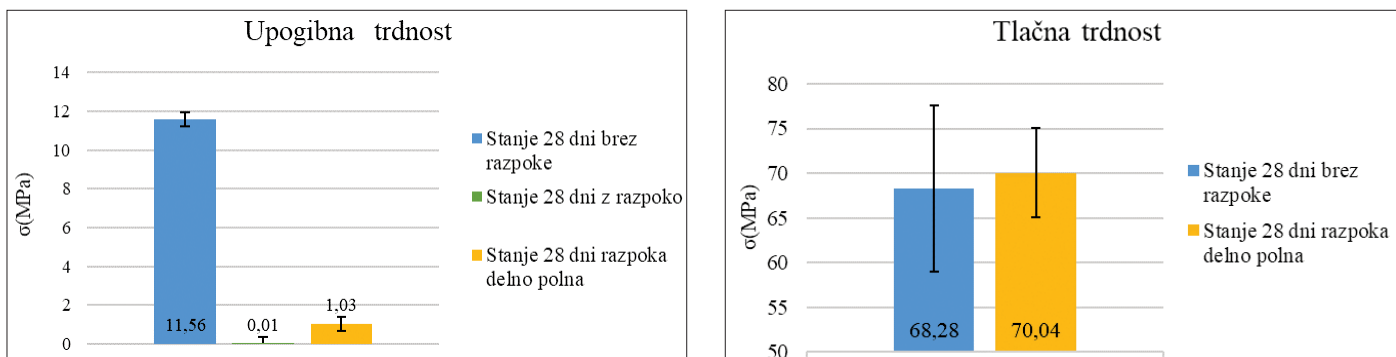 Upogibna trdnost
14
12
10
8
6
4
2
0
σ(MPa)
11,56
0,01
1,03
Stanje 28 dni brez
razpoke
Stanje 28 dni z razpoko
Stanje 28 dni razpoka
delno polna
Tlačna trdnost
80
75
70
65
60
55
50
σ(MPa)
68,28
70,04
Stanje 28 dni brez
razpoke
Stanje 28 dni razpoka
delno polna